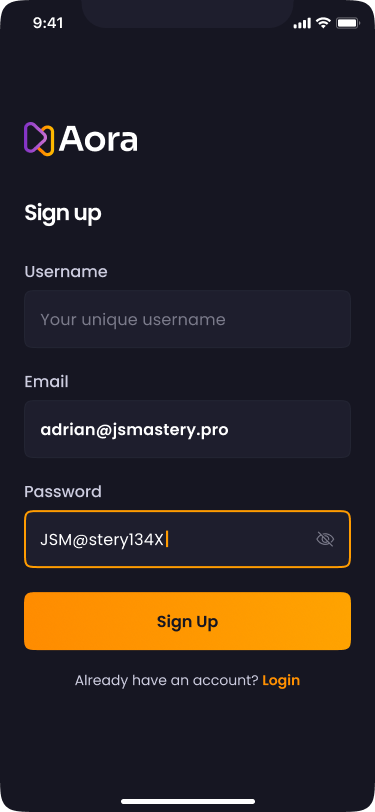 9:41
Aora
Sign up
Username
Your unique username
Email
adrian@jsmastery.pro
Password
JSM@stery134X
Sign Up
Already have an account? Login